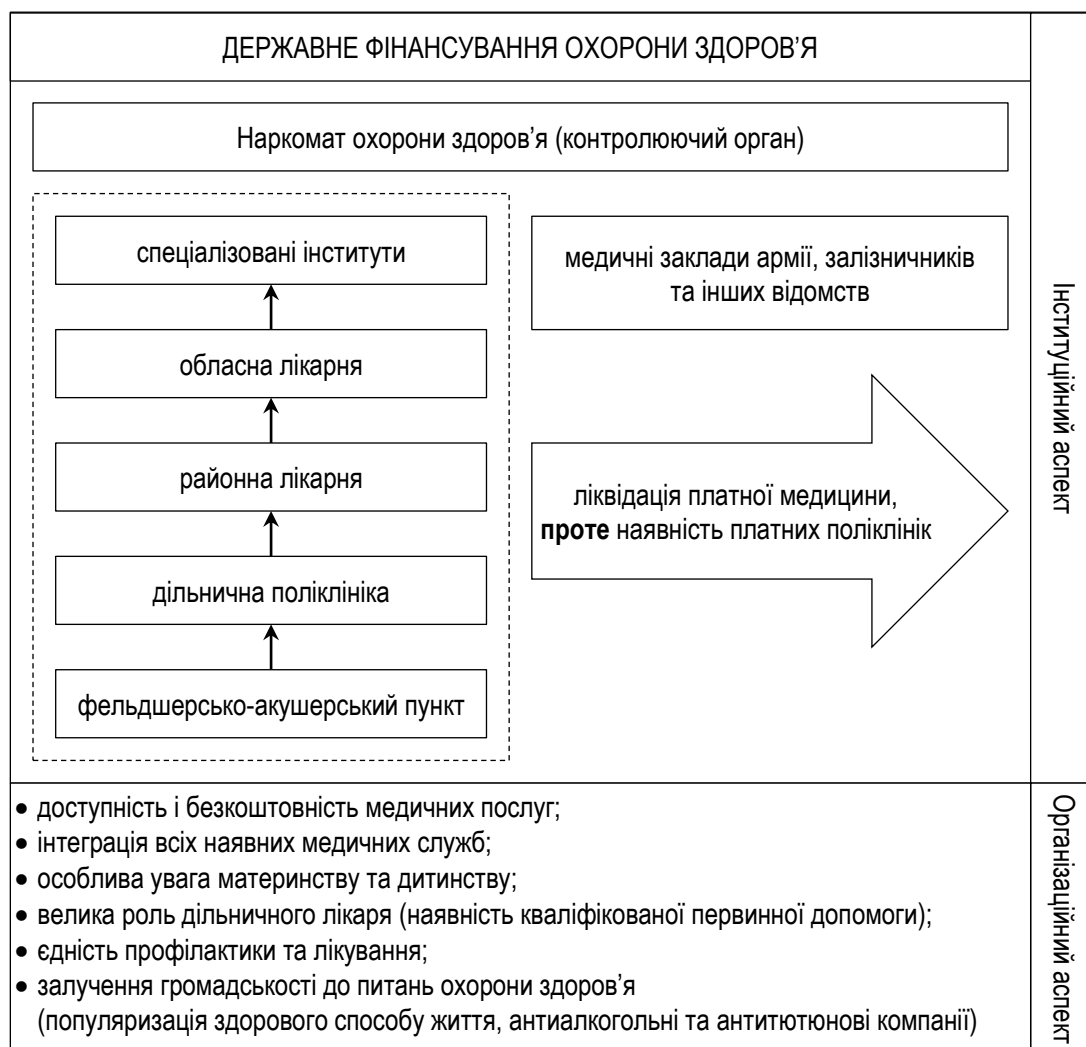 ДЕРЖАВНЕ ФІНАНСУВАННЯ ОХОРОНИ ЗДОРОВ’Я
Наркомат охорони здоров’я (контролюючий орган)
спеціалізовані інститути
обласна лікарня
районна лікарня
дільнична поліклініка
фельдшерсько-акушерський пункт
медичні заклади армії, залізничників
та інших відомств
ліквідація платної медицини,
проте наявність платних поліклінік
Інституційний аспект
• доступність і безкоштовність медичних послуг;
• інтеграція всіх наявних медичних служб;
• особлива увага материнству та дитинству;
• велика роль дільничного лікаря (наявність кваліфікованої первинної допомоги);
• єдність профілактики та лікування;
• залучення громадськості до питань охорони здоров’я
(популяризація здорового способу життя, антиалкогольні та антитютюнові компанії)
Організаційний аспект